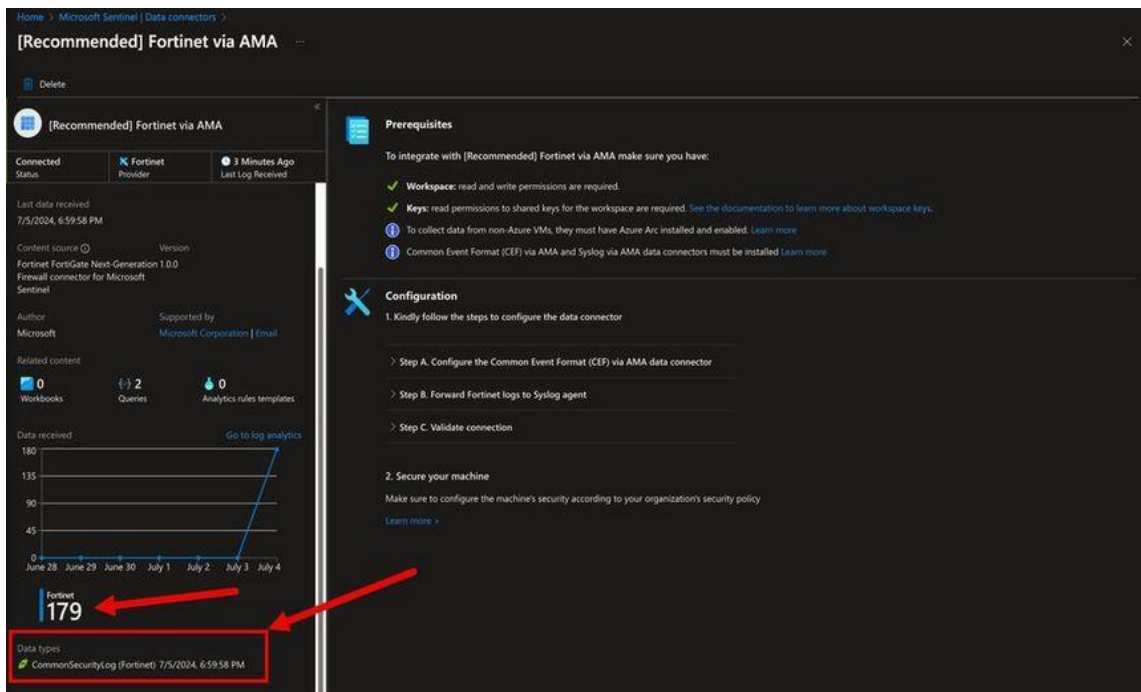 Home > Microsoft Sentinel | Data connectors >
[Recommended] Fortinet via AMA ...
Delete
[Recommended] Fortinet via AMA
Connected
Status
Fortinet
Provider
3 Minutes Ago
Last Log Received
Last data received
7/5/2024, 6:59:58 PM
Content source
Version
Fortinet FortiGate Next-Generation 1.0.0
Firewall connector for Microsoft
Sentinel
Author
Supported by
Microsoft
Microsoft Corporation | Email
Related content
0
Workbooks
2
Queries
0
Analytics rules templates
Data received
Go to log analytics
180
135
90
45
0
June 28 June 29 June 30 July 1 July 2 July 3 July 4
Fortinet
179
Data types
CommonSecurityLog (Fortinet) 7/5/2024, 6:59:58 PM
Prerequisites
To integrate with [Recommended] Fortinet via AMA make sure you have:
Workspace: read and write permissions are required.
Keys: read permissions to shared keys for the workspace are required. See the documentation to learn more about workspace keys.
To collect data from non-Azure VMs, they must have Azure Arc installed and enabled. Learn more
Common Event Format (CEF) via AMA and Syslog via AMA data connectors must be installed Learn more
Configuration
1. Kindly follow the steps to configure the data connector
> Step A. Configure the Common Event Format (CEF) via AMA data connector
> Step B. Forward Fortinet logs to Syslog agent
> Step C. Validate connection
2. Secure your machine
Make sure to configure the machine's security according to your organization's security policy
Learn more >